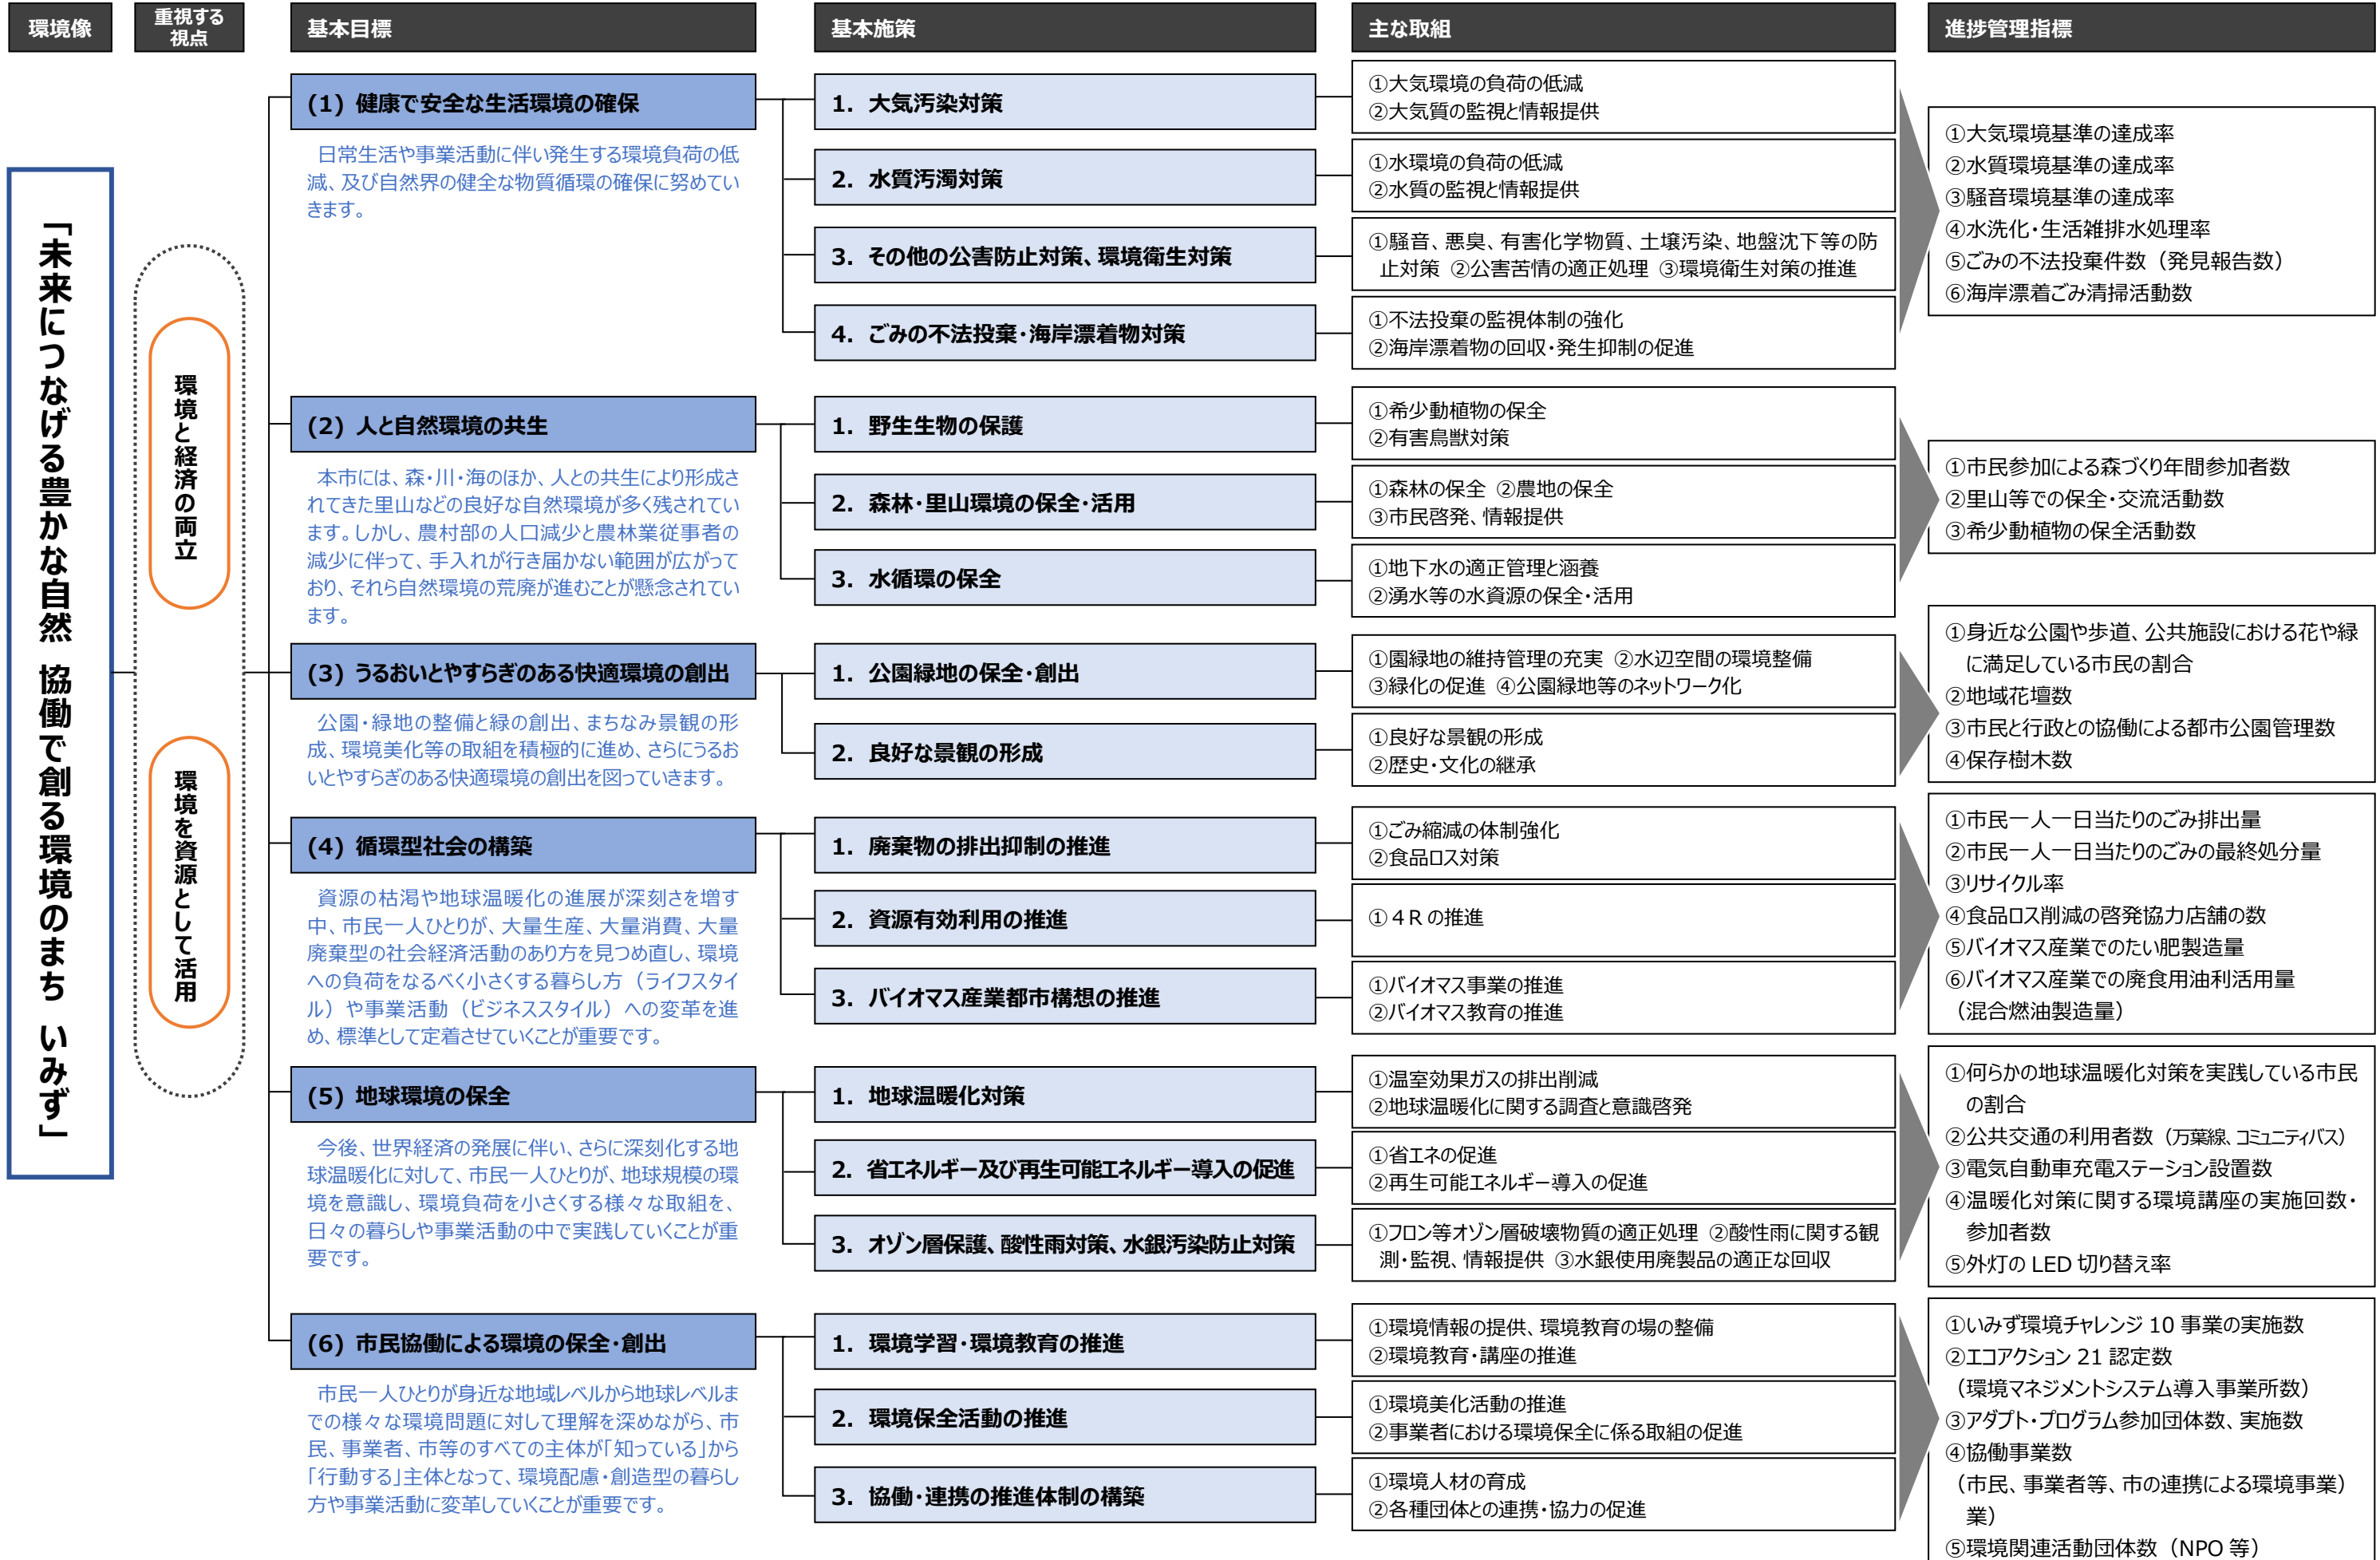 環境像
重視する
視点
基本目標
基本施策
主な取組
進捗管理指標
「未来につなげる豊かな自然 協働で創る環境のまち いみず」
環境と経済の両立
環境を資源として活用
(1) 健康で安全な生活環境の確保
日常生活や事業活動に伴い発生する環境負荷の低
減、及び自然界の健全な物質循環の確保に努めてい
きます。
1. 大気汚染対策
①大気環境の負荷の低減
②大気質の監視と情報提供
2. 水質汚濁対策
①水環境の負荷の低減
②水質の監視と情報提供
3. その他の公害防止対策、環境衛生対策
①騒音、悪臭、有害化学物質、土壌汚染、地盤沈下等の防
止対策 ②公害苦情の適正処理 ③環境衛生対策の推進
4. ごみの不法投棄・海岸漂着物対策
①不法投棄の監視体制の強化
②海岸漂着物の回収・発生抑制の促進
①大気環境基準の達成率
②水質環境基準の達成率
③騒音環境基準の達成率
④水洗化・生活雑排水処理率
⑤ごみの不法投棄件数（発見報告数）
⑥海岸漂着ごみ清掃活動数
(2) 人と自然環境の共生
本市には、森・川・海のほか、人との共生により形成さ
れてきた里山などの良好な自然環境が多く残されてい
ます。しかし、農村部の人口減少と農林業従事者の
減少に伴って、手入れが行き届かない範囲が広がって
おり、それら自然環境の荒廃が進むことが懸念されてい
ます。
1. 野生生物の保護
①希少動植物の保全
②有害鳥獣対策
2. 森林・里山環境の保全・活用
①森林の保全 ②農地の保全
③市民啓発、情報提供
3. 水循環の保全
①地下水の適正管理と涵養
②湧水等の水資源の保全・活用
①市民参加による森づくり年間参加者数
②里山等での保全・交流活動数
③希少動植物の保全活動数
(3) うるおいとやすらぎのある快適環境の創出
公園・緑地の整備と緑の創出、まちなみ景観の形
成、環境美化等の取組を積極的に進め、さらにうるお
いとやすらぎのある快適環境の創出を図っていきます。
1. 公園緑地の保全・創出
①園緑地の維持管理の充実 ②水辺空間の環境整備
③緑化の促進 ④公園緑地等のネットワーク化
2. 良好な景観の形成
①良好な景観の形成
②歴史・文化の継承
①身近な公園や歩道、公共施設における花や緑
に満足している市民の割合
②地域花壇数
③市民と行政との協働による都市公園管理数
④保存樹木数
(4) 循環型社会の構築
資源の枯渇や地球温暖化の進展が深刻さを増す
中、市民一人ひとりが、大量生産、大量消費、大量
廃棄型の社会経済活動のあり方を見つめ直し、環境
への負荷をなるべく小さくする暮らし方（ライフスタイ
ル）や事業活動（ビジネススタイル）への変革を進
め、標準として定着させていくことが重要です。
1. 廃棄物の排出抑制の推進
①ごみ縮減の体制強化
②食品ロス対策
2. 資源有効利用の推進
①４Ｒの推進
3. バイオマス産業都市構想の推進
①バイオマス事業の推進
②バイオマス教育の推進
①市民一人一日当たりのごみ排出量
②市民一人一日当たりのごみの最終処分量
③リサイクル率
④食品ロス削減の啓発協力店舗の数
⑤バイオマス産業でのたい肥製造量
⑥バイオマス産業での廃食用油利活用量
（混合燃油製造量）
(5) 地球環境の保全
今後、世界経済の発展に伴い、さらに深刻化する地
球温暖化に対して、市民一人ひとりが、地球規模の環
境を意識し、環境負荷を小さくする様々な取組を、
日々の暮らしや事業活動の中で実践していくことが重
要です。
1. 地球温暖化対策
①温室効果ガスの排出削減
②地球温暖化に関する調査と意識啓発
2. 省エネルギー及び再生可能エネルギー導入の促進
①省エネの促進
②再生可能エネルギー導入の促進
3. オゾン層保護、酸性雨対策、水銀汚染防止対策
①フロン等オゾン層破壊物質の適正処理 ②酸性雨に関する観
測・監視、情報提供 ③水銀使用廃製品の適正な回収
①何らかの地球温暖化対策を実践している市民
の割合
②公共交通の利用者数（万葉線、コミュニティバス）
③電気自動車充電ステーション設置数
④温暖化対策に関する環境講座の実施回数・
参加者数
⑤外灯の LED 切り替え率
(6) 市民協働による環境の保全・創出
市民一人ひとりが身近な地域レベルから地球レベルま
での様々な環境問題に対して理解を深めながら、市
民、事業者、市等のすべての主体が「知っている」から
「行動する」主体となって、環境配慮・創造型の暮らし
方や事業活動に変革していくことが重要です。
1. 環境学習・環境教育の推進
①環境情報の提供、環境教育の場の整備
②環境教育・講座の推進
2. 環境保全活動の推進
①環境美化活動の推進
②事業者における環境保全に係る取組の促進
3. 協働・連携の推進体制の構築
①環境人材の育成
②各種団体との連携・協力の促進
①いみず環境チャレンジ 10 事業の実施数
②エコアクション 21 認定数
（環境マネジメントシステム導入事業所数）
③アダプト・プログラム参加団体数、実施数
④協働事業数
（市民、事業者等、市の連携による環境事業）
業）
⑤環境関連活動団体数（NPO 等）